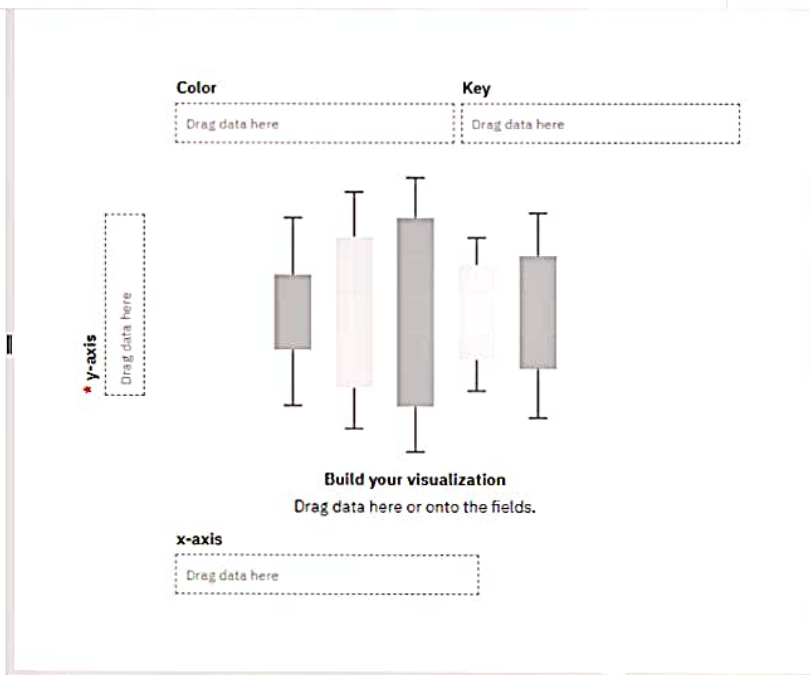 Color
Key
Drag data here
Drag data here
* y-axis
Drag data here
Build your visualization
Drag data here or onto the fields.
x-axis
Drag data here